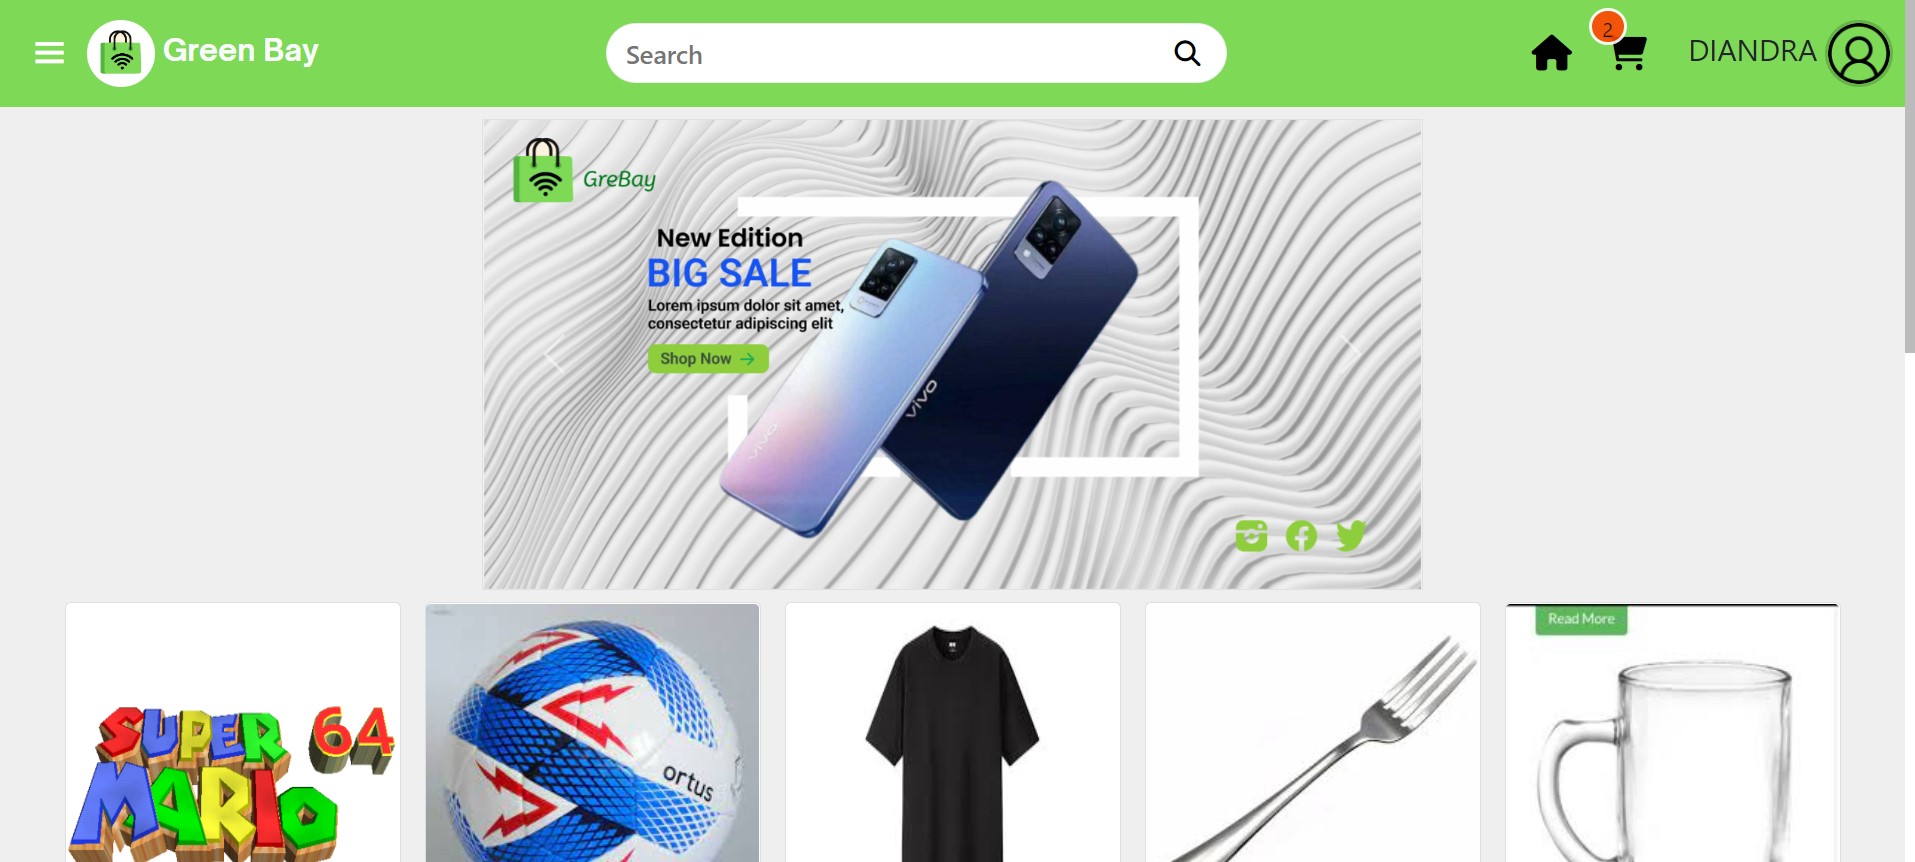 Green Bay
Search
2
DIANDRA
GreBay
New Edition
BIG SALE
Lorem ipsum dolor sit amet,
consectetur adipiscing elit
Shop Now
vivo
vivo
SUPER
MARIO
64
ortus
Read More